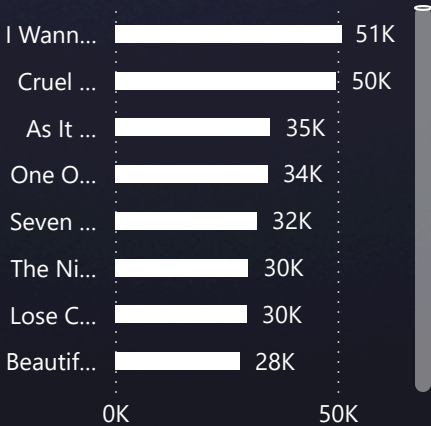 I Wann... 51K
Cruel ... 50K
As It ... 35K
One O... 34K
Seven ... 32K
The Ni... 30K
Lose C... 30K
Beautif... 28K
0K 50K